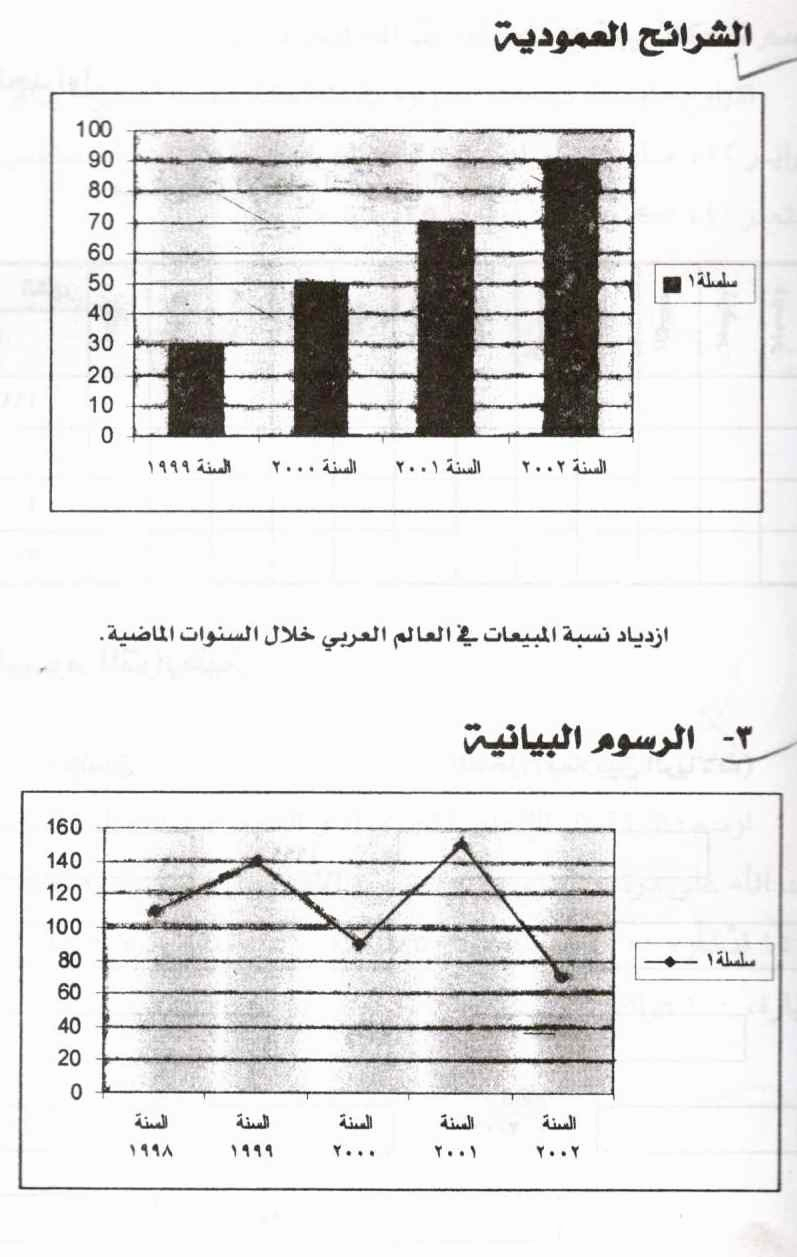 الشرائح العمودية
100
90
80
70
60
50
40
30
20
10
0
السنة ١٩٩٩
السنة ٢٠٠٠
السنة ٢٠٠١
السنة ٢٠٠٢
سلسلة١
ازدياد نسبة المبيعات في العالم العربي خلال السنوات الماضية.
٣- الرسوم البيانية
160
140
120
100
80
60
40
20
0
السنة
١٩٩٨
السنة
١٩٩٩
السنة
٢٠٠٠
السنة
٢٠٠١
السنة
٢٠٠٢
سلسلة١